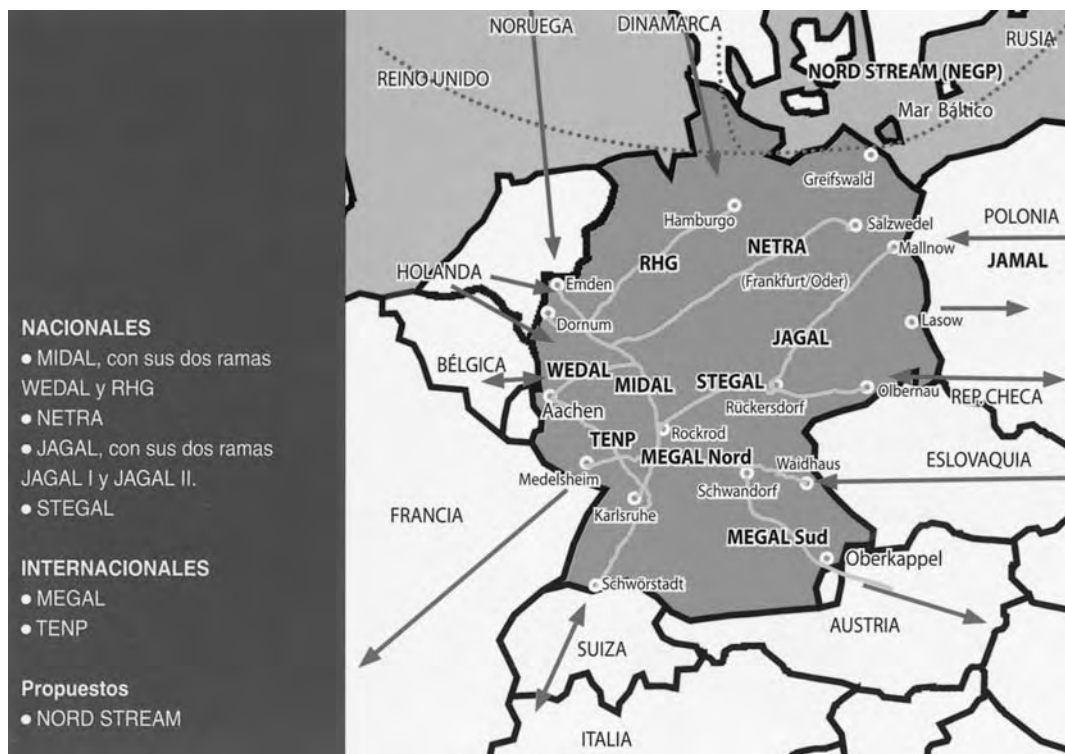 NACIONALES
● MIDAL, con sus dos ramas
WEDAL y RHG
● NETRA
● JAGAL, con sus dos ramas
JAGAL I y JAGAL II.
● STEGAL
INTERNACIONALES
● MEGAL
● TENP
Propuestos
● NORD STREAM
NORUEGA
DINAMARCA
RUSIA
REINO UNIDO
NORD STREAM (NEGP)
Mar Báltico
Greifswald
Hamburgo
Salzwedel
POLONIA
NETRA
Mallnow
RHG
JAMAL
HOLANDA
Emden
(Frankfurt/Oder)
Dornum
Lasow
JAGAL
BÉLGICA
WEDAL
MIDAL
STEGAL
Olbernau
REP. CHECA
Aachen
Rückersdorf
TENP
Rockrod
MEGAL Nord
Waidhaus
ESLOVAQUIA
Medelsheim
Schwandorf
FRANCIA
Karlsruhe
MEGAL Sud
Oberkappel
Schwörstadt
AUSTRIA
SUIZA
ITALIA